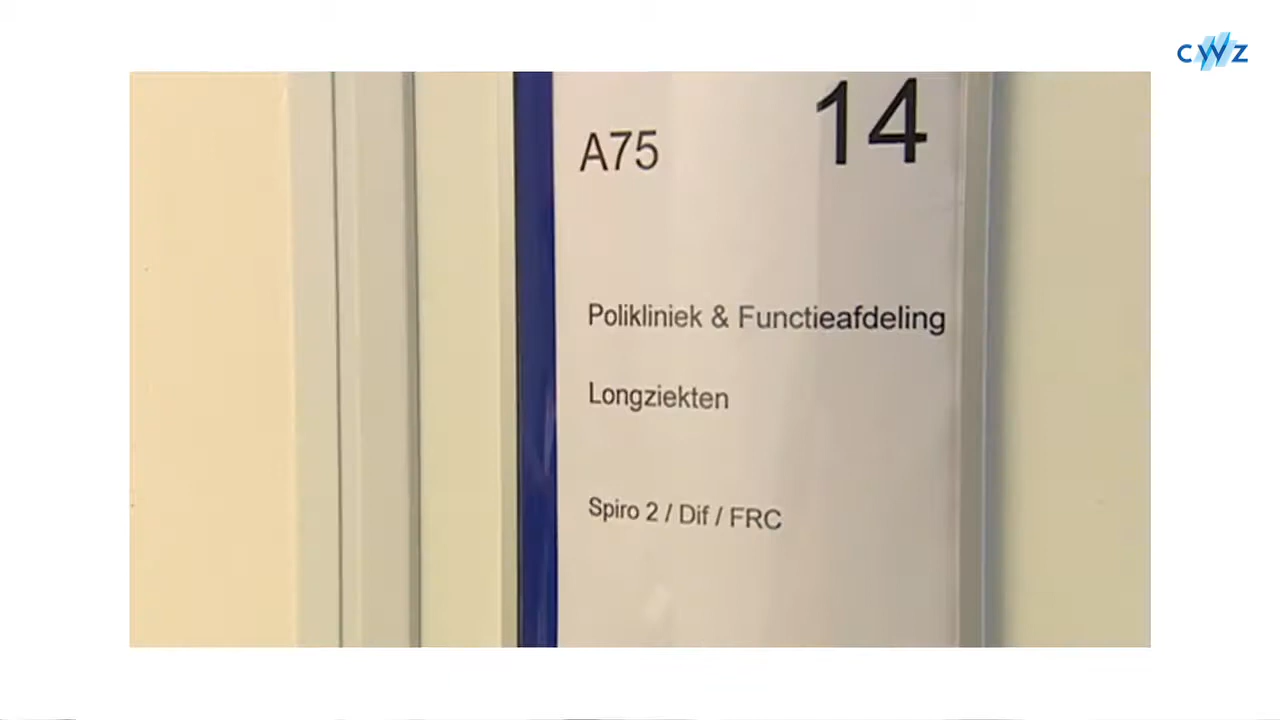 CWZ
A75
14
Polikliniek & Functieafdeling
Longziekten
Spiro 2 / Dif / FRC